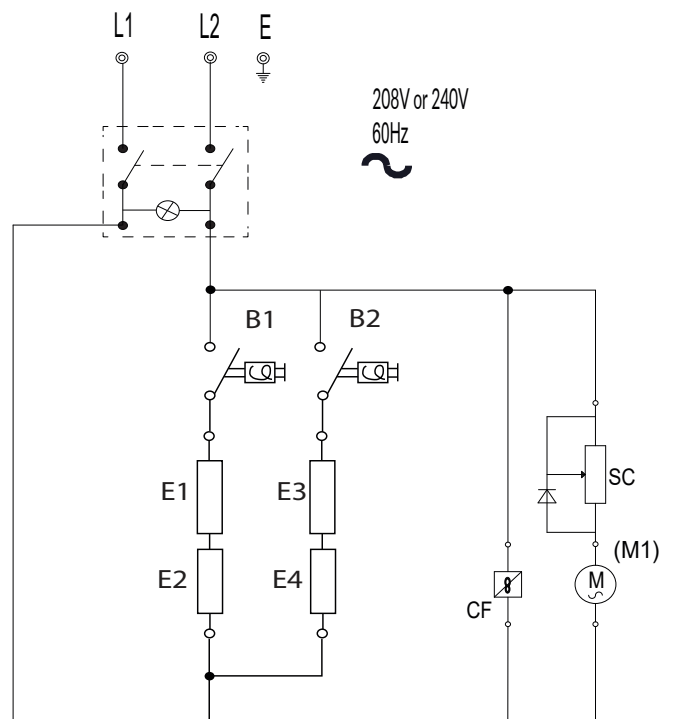 L1 L2 E
208V or 240V
60Hz
B1 B2
E1 E3 SC
(M1)
E2 E4 M
CF